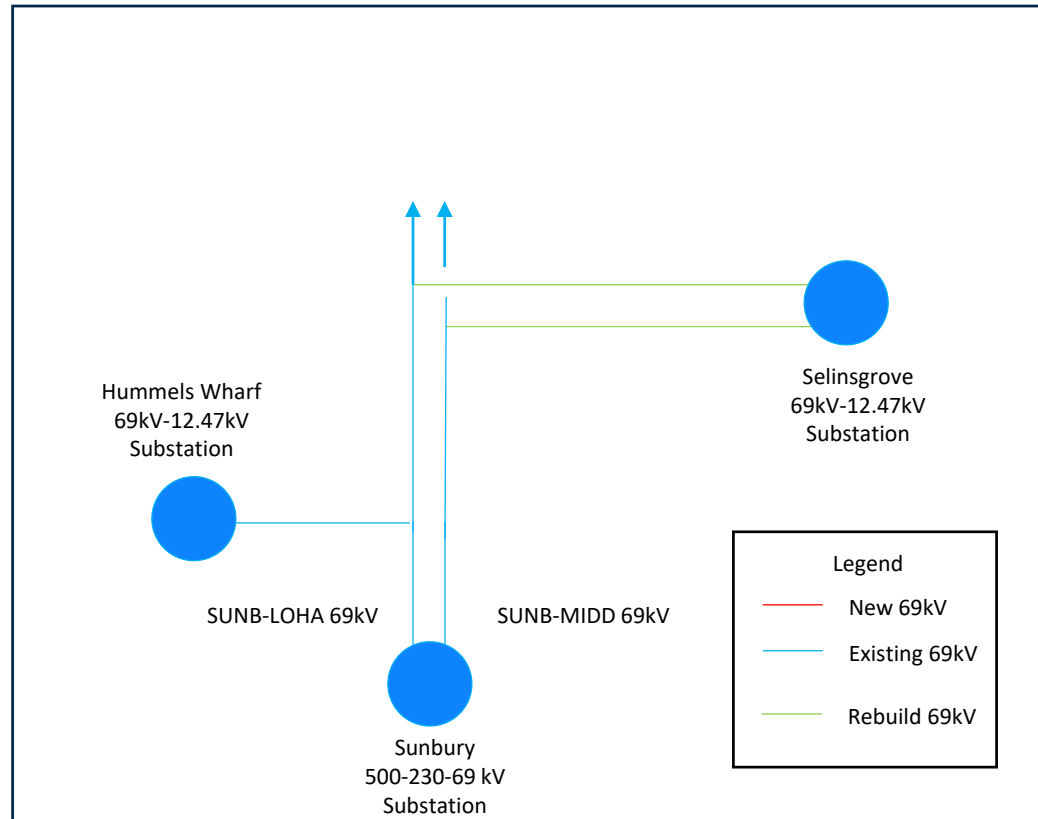 Hummels Wharf
69kV-12.47kV
Substation
Selinsgrove
69kV-12.47kV
Substation
SUNB-LOHA 69kV
SUNB-MIDD 69kV
Sunbury
500-230-69 kV
Substation
Legend
New 69kV
Existing 69kV
Rebuild 69kV